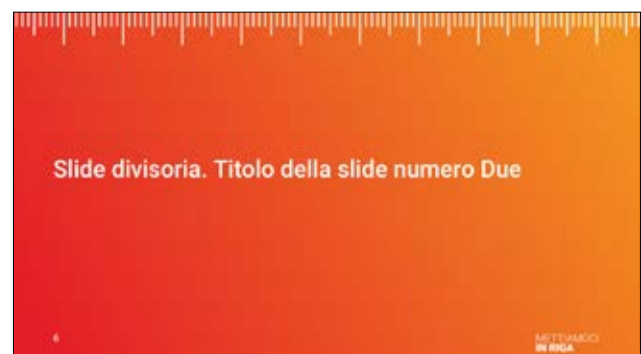 Slide divisoria. Titolo della slide numero Due
6
METTIAMOCI
IN RIGA